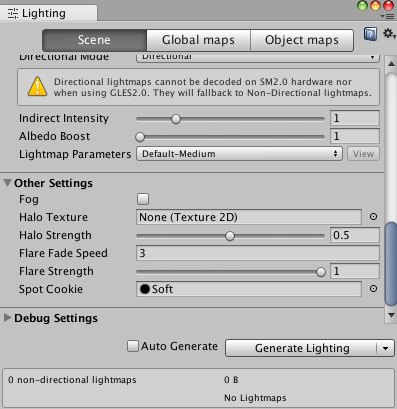 Lighting
Scene Global maps Object maps
Directional Mode Directional
Directional lightmaps cannot be decoded on SM2.0 hardware nor
when using GLES2.0. They will fallback to Non-Directional lightmaps.
Indirect Intensity 1
Albedo Boost 1
Lightmap Parameters Default-Medium View
Other Settings
Fog
Halo Texture None (Texture 2D)
Halo Strength 0.5
Flare Fade Speed 3
Flare Strength 1
Spot Cookie Soft
Debug Settings
Auto Generate Generate Lighting
0 non-directional lightmaps 0 B
No Lightmaps